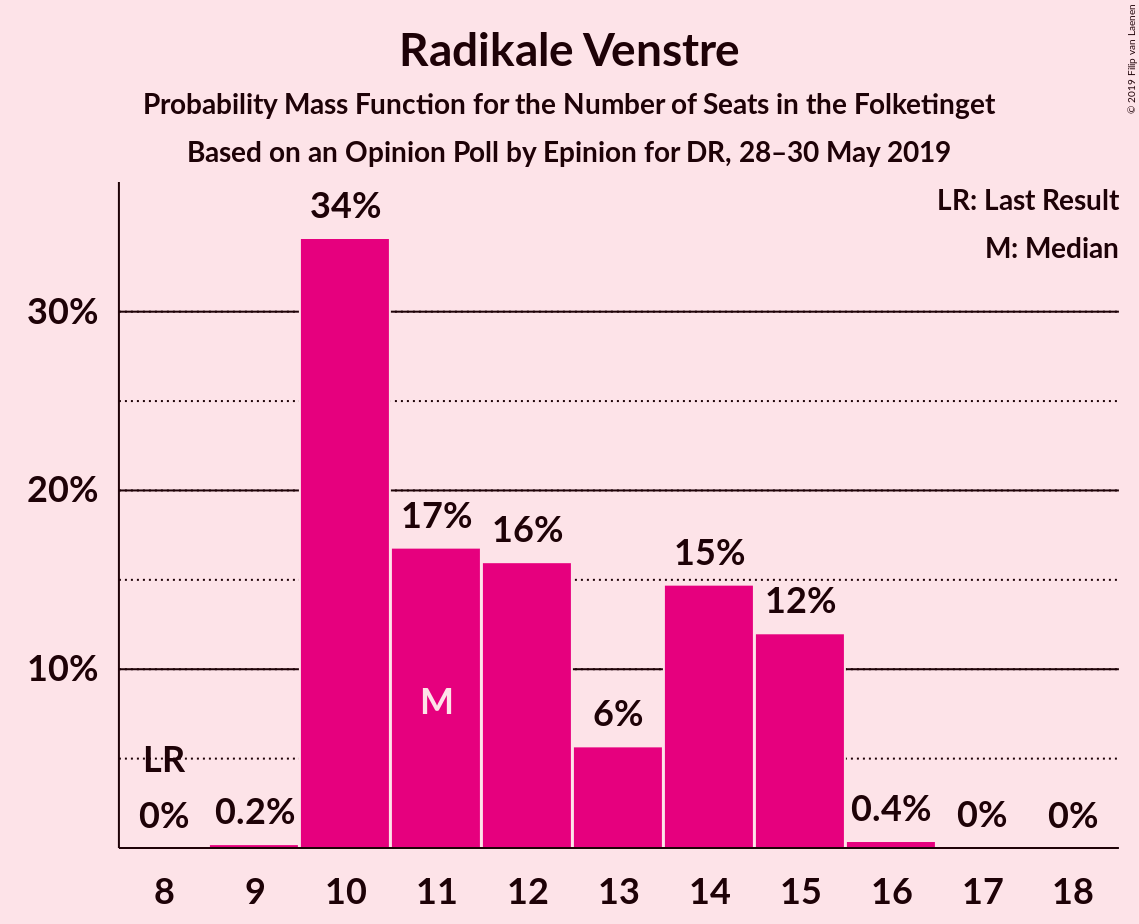 Radikale Venstre
Probability Mass Function for the Number of Seats in the Folketinget
Based on an Opinion Poll by Epinion for DR, 28–30 May 2019
© 2019 Filip van Laenen
LR: Last Result
M: Median
34%
30%
20%
17%
16%
15%
12%
10%
M
6%
LR
0%
0.2%
0.4%
0%
0%
8 9 10 11 12 13 14 15 16 17 18